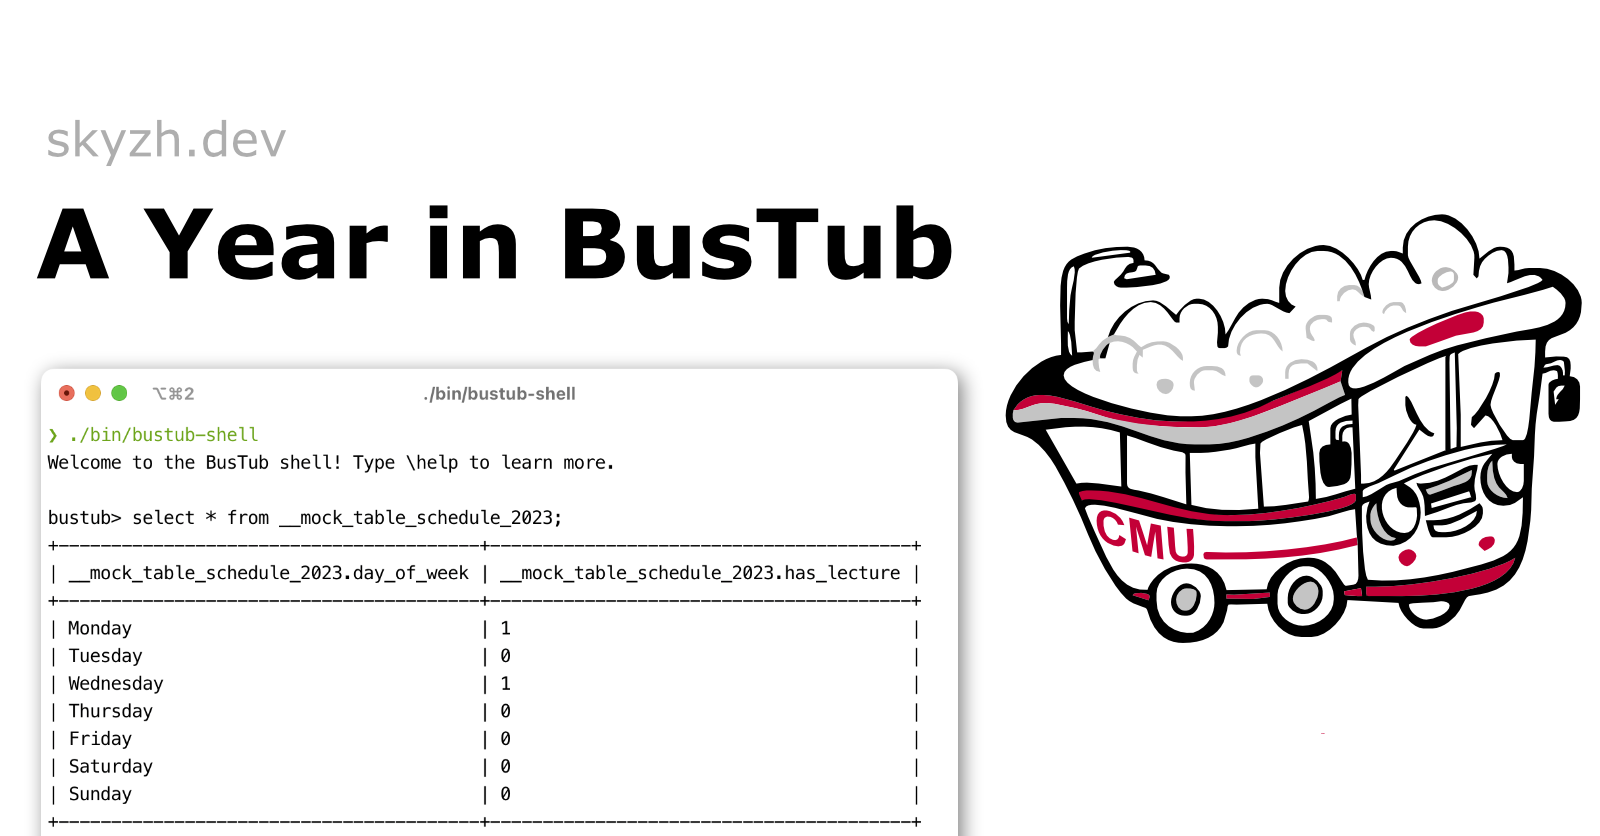 skyzh.dev
A Year in BusTub
⌥⌘2 ./bin/bustub-shell
❯ ./bin/bustub-shell
Welcome to the BusTub shell! Type \help to learn more.
bustub> select * from __mock_table_schedule_2023;
+----------------------------------------+----------------------------------------+
| __mock_table_schedule_2023.day_of_week | __mock_table_schedule_2023.has_lecture |
+----------------------------------------+----------------------------------------+
| Monday | 1 |
| Tuesday | 0 |
| Wednesday | 1 |
| Thursday | 0 |
| Friday | 0 |
| Saturday | 0 |
| Sunday | 0 |
+----------------------------------------+----------------------------------------+
CMU